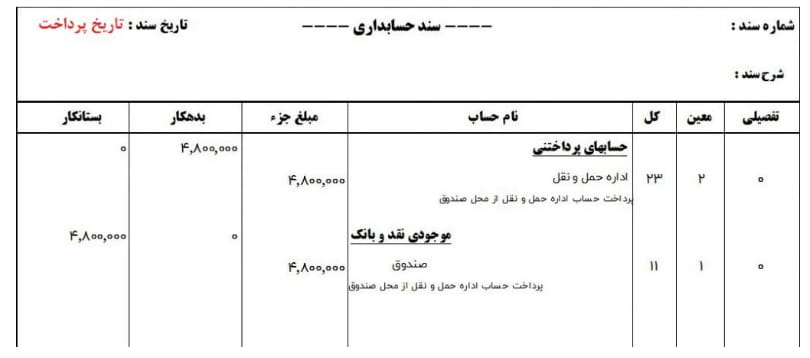 شماره سند : ---- سند حسابداری ---- تاریخ سند : تاریخ پرداخت
شرح سند :
تفصیلی معین کل نام حساب مبلغ جزء بدهکار بستانکار
حسابهای پرداختنی ۴,۸۰۰,۰۰۰ ۰
۰ ۲ ۲۳ اداره حمل و نقل ۴,۸۰۰,۰۰۰
پرداخت حساب اداره حمل و نقل از محل صندوق
موجودی نقد و بانک ۰ ۴,۸۰۰,۰۰۰
۰ ۱ ۱۱ صندوق ۴,۸۰۰,۰۰۰
پرداخت حساب اداره حمل و نقل از محل صندوق